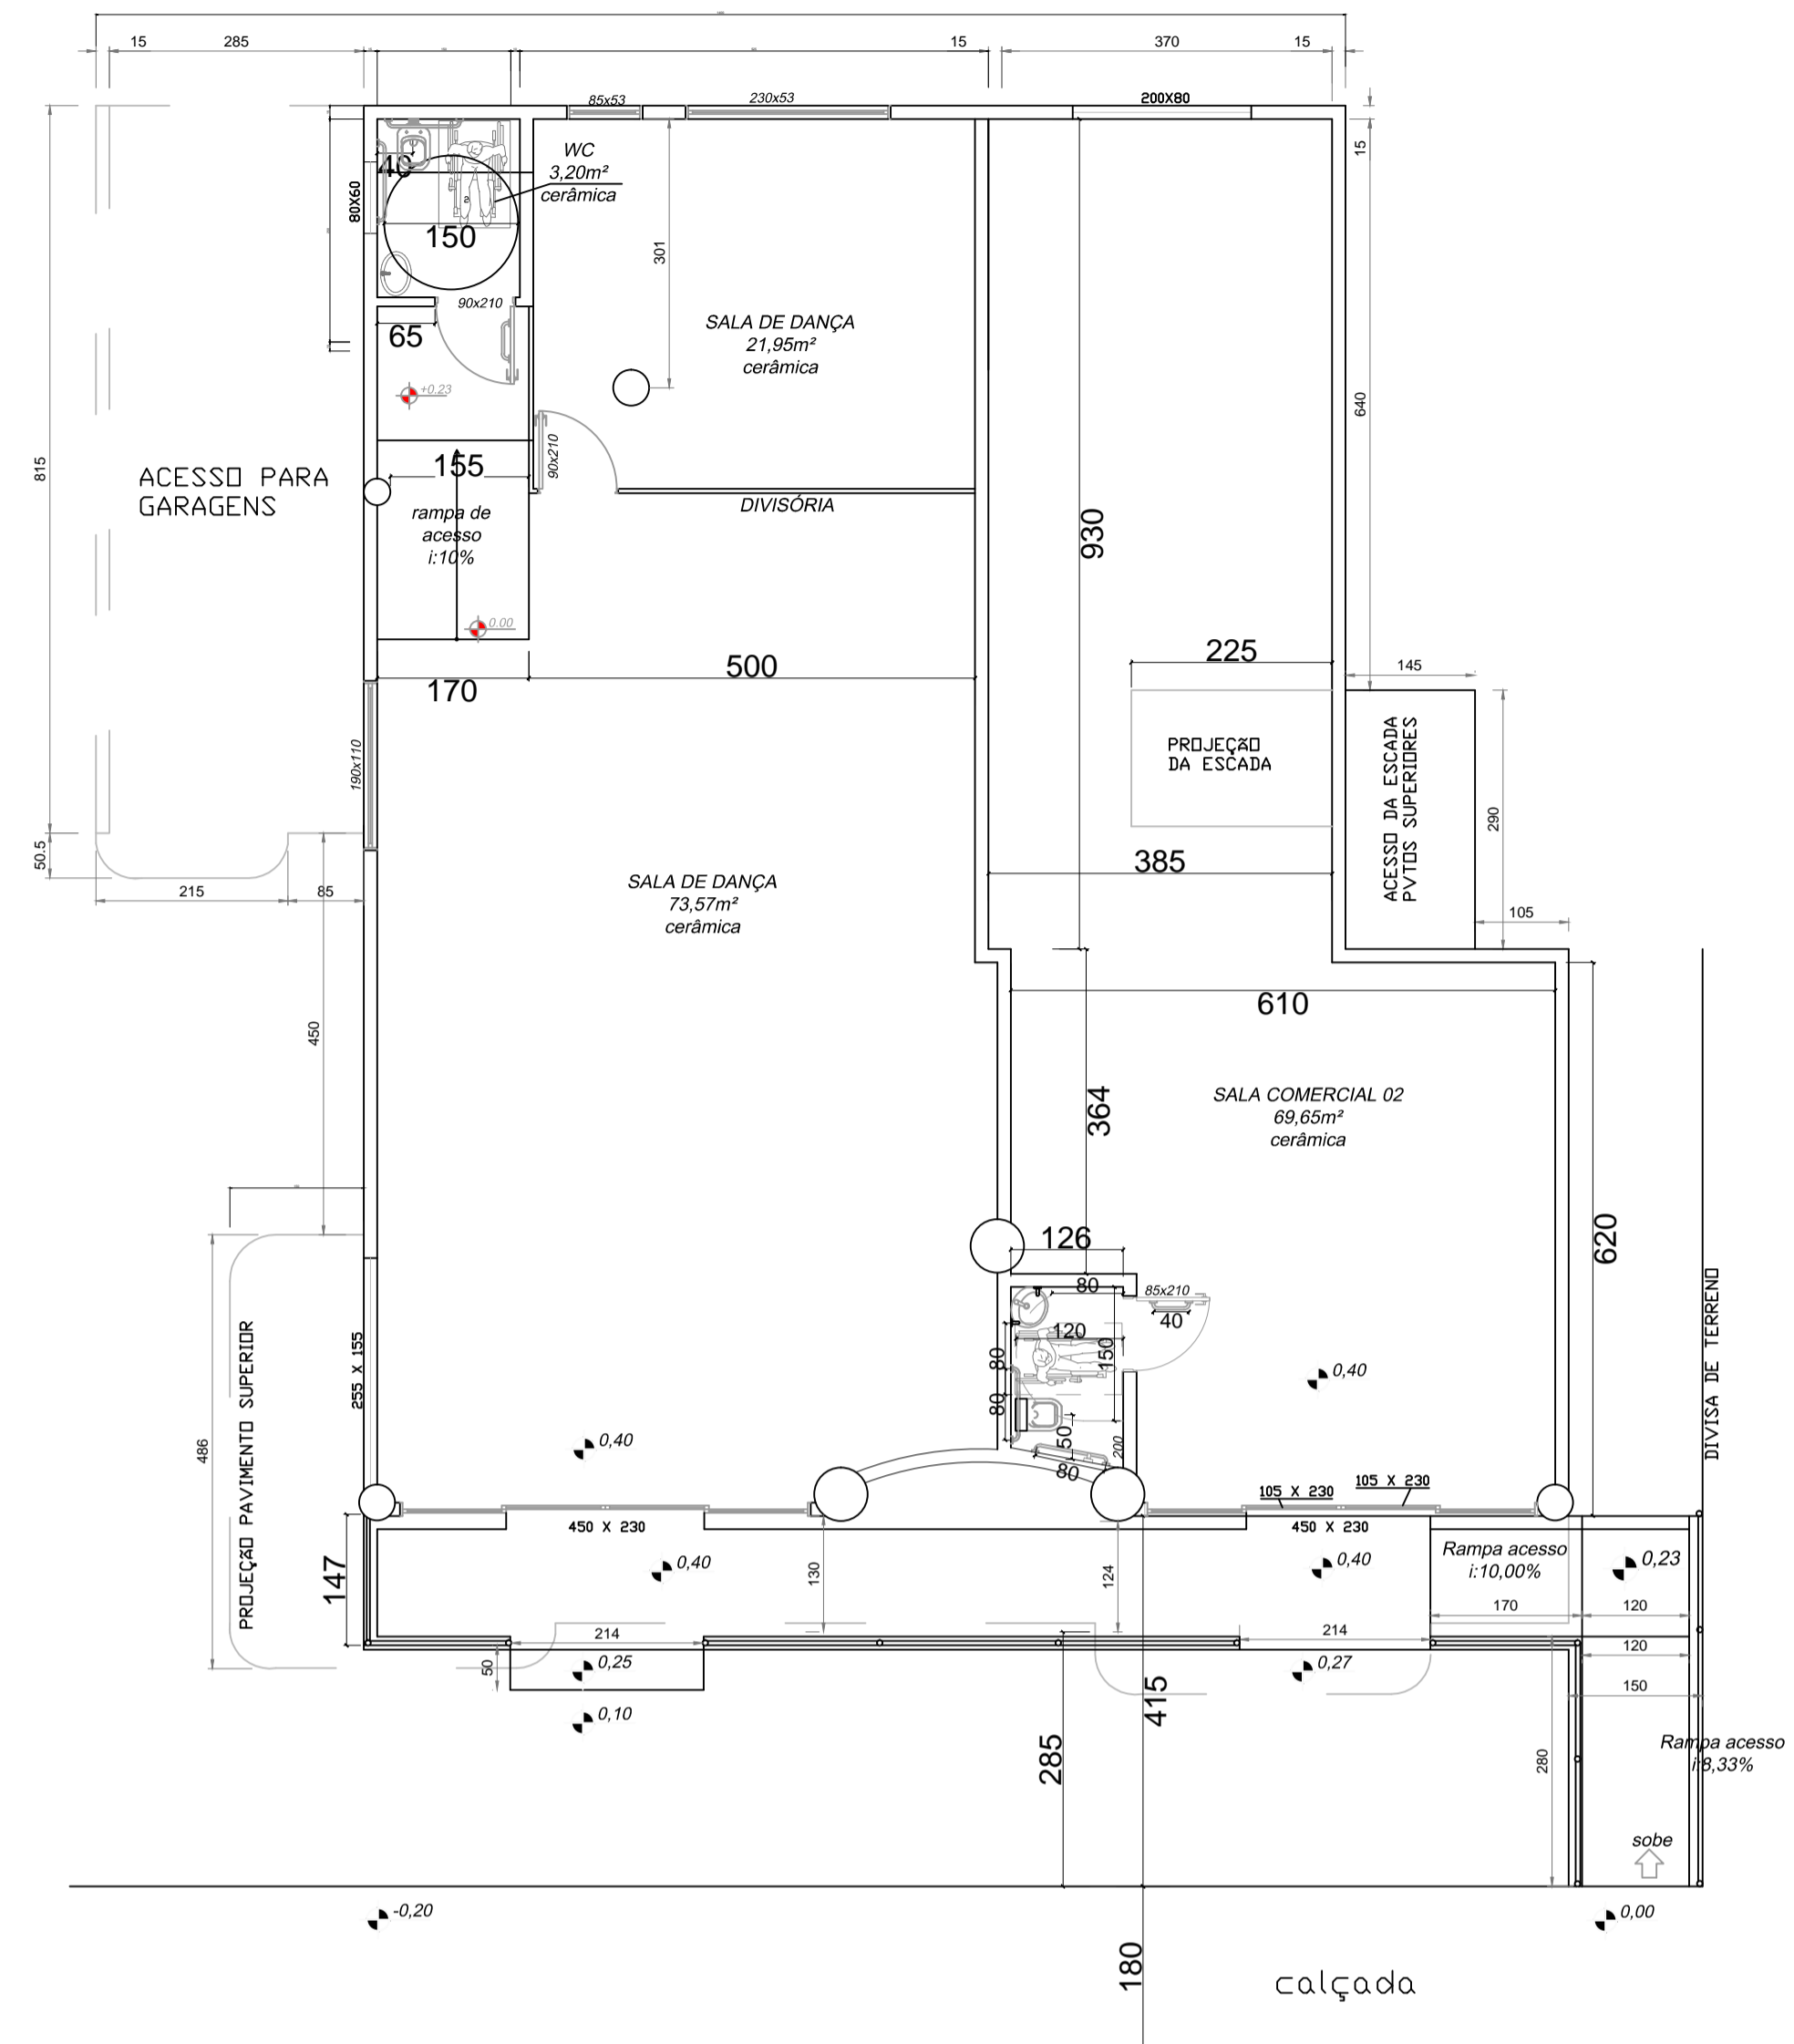 15
285
15
370
15
85x53
230x53
200X80
WC
3,20m²
cerâmica
40
80X60
150
15
301
90x210
65
SALA DE DANÇA
21,95m²
cerâmica
+0.23
640
815
ACESSO PARA
GARAGENS
155
90x210
DIVISÓRIA
rampa de
acesso
i:10%
930
0.00
225
500
170
145
PROJEÇÃO
DA ESCADA
ACESSO DA ESCADA
PVTOS SUPERIORES
190x110
290
50.5
215
85
385
SALA DE DANÇA
73,57m²
cerâmica
105
610
450
364
SALA COMERCIAL 02
69,65m²
cerâmica
126
620
80
85x210
40
120
150
80
80
50
80
200
0,40
DIVISA DE TERRENO
PROJEÇÃO PAVIMENTO SUPERIOR
255 X 155
486
0,40
105 X 230
105 X 230
450 X 230
450 X 230
147
0,40
130
124
0,40
Rampa acesso
i:10,00%
0,23
170
120
214
214
120
50
0,25
0,27
150
0,10
415
285
280
Rampa acesso
i:8,33%
sobe
-0,20
0,00
180
calçada